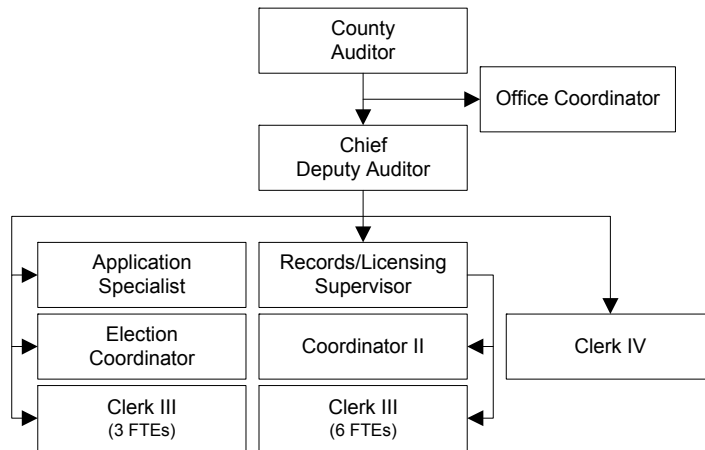 County
Auditor
Office Coordinator
Chief
Deputy Auditor
Application
Specialist
Records/Licensing
Supervisor
Election
Coordinator
Coordinator II
Clerk IV
Clerk III
(3 FTEs)
Clerk III
(6 FTEs)